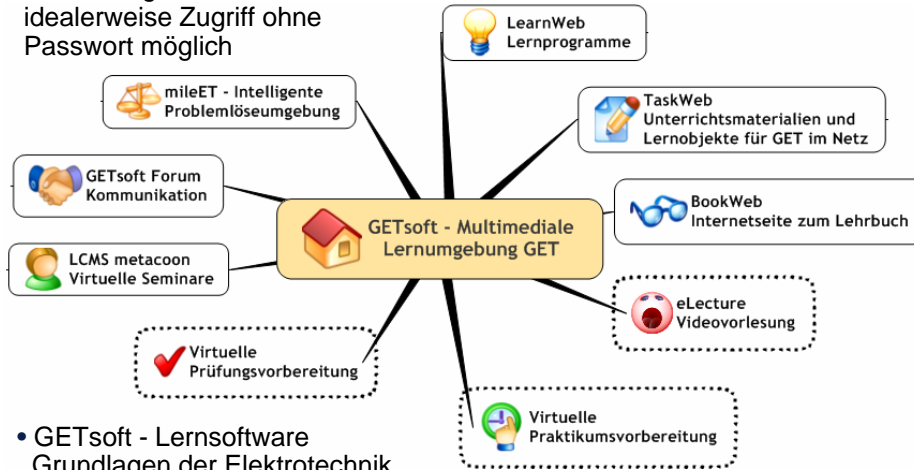 idealerweise Zugriff ohne
Passwort möglich
LearnWeb
Lernprogramme
mileET - Intelligente
Problemlöseumgebung
TaskWeb
Unterrichtsmaterialien und
Lernobjekte für GET im Netz
GETsoft Forum
Kommunikation
BookWeb
Internetseite zum Lehrbuch
GETsoft - Multimediale
Lernumgebung GET
LCMS metacoon
Virtuelle Seminare
eLecture
Videovorlesung
Virtuelle
Prüfungsvorbereitung
Virtuelle
Praktikumsvorbereitung
• GETsoft - Lernsoftware
Grundlagen der Elektrotechnik